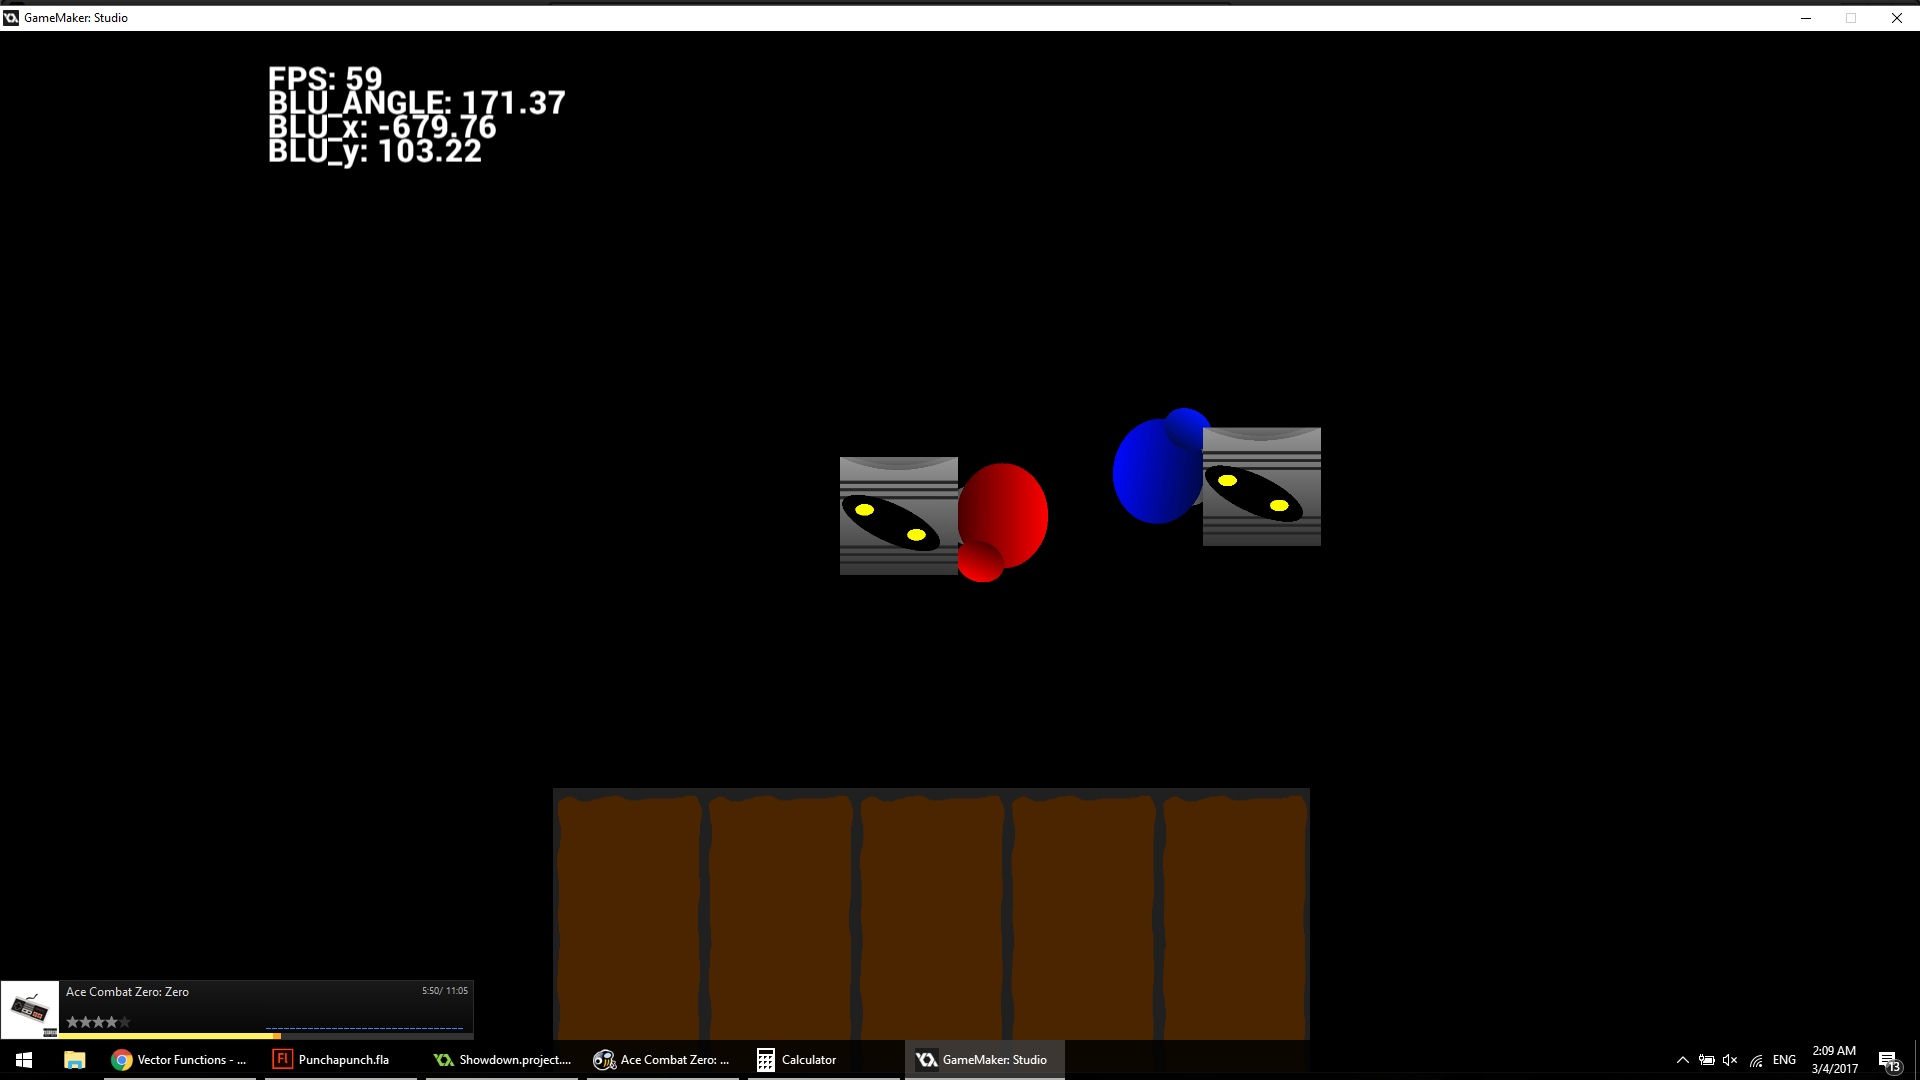 GameMaker: Studio
FPS: 59
BLU_ANGLE: 171.37
BLU_x: -679.76
BLU_y: 103.22
Ace Combat Zero: Zero
5:50/ 11:05
Vector Functions - ...
Punchapunch.fla
Showdown.project....
Ace Combat Zero: ...
Calculator
GameMaker: Studio
ENG
2:09 AM
3/4/2017
13